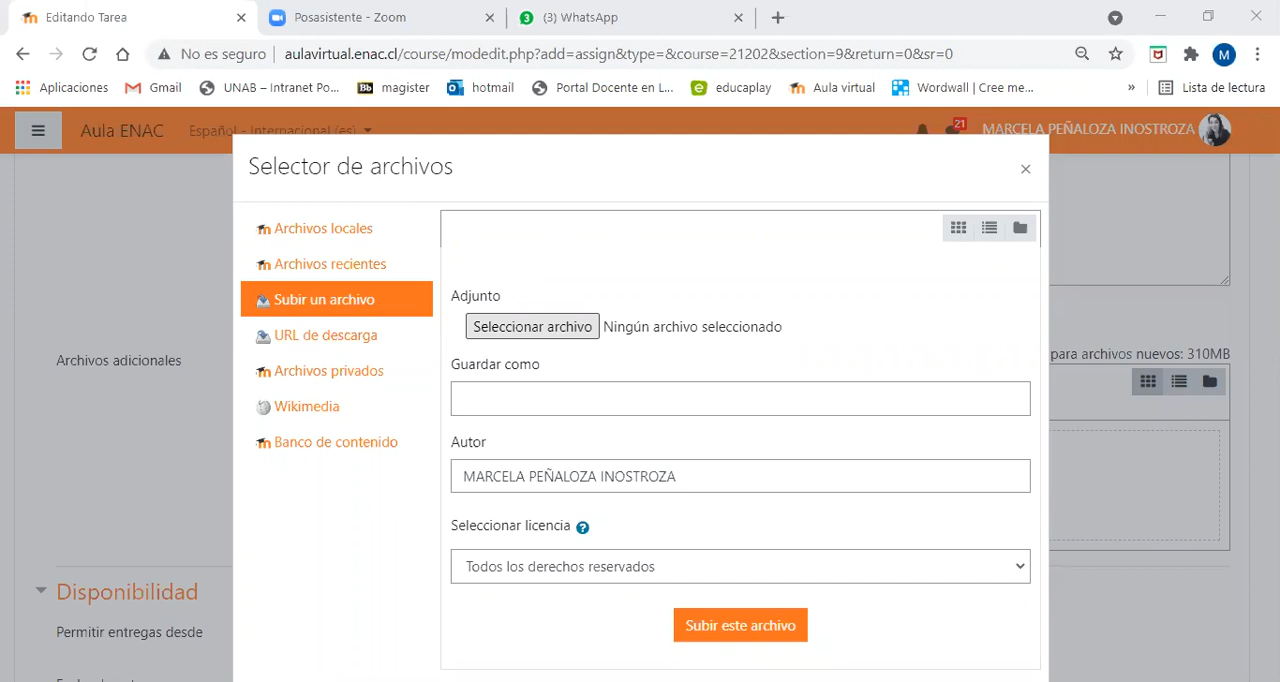 Editando Tarea
Posasistente - Zoom
(3) WhatsApp
No es seguro
aulavirtual.enac.cl/course/modedit.php?add=assign&type=&course=21202&section=9&return=0&sr=0
M
Aplicaciones
Gmail
UNAB – Intranet Po...
Bb magister
hotmail
Portal Docente en L...
educaplay
Aula virtual
Wordwall | Cree me...
»
Lista de lectura
Aula ENAC
Español - Internacional (es)
21
MARCELA PEÑALOZA INOSTROZA
Selector de archivos
×
Archivos locales
Archivos recientes
Subir un archivo
URL de descarga
Archivos privados
Wikimedia
Banco de contenido
Adjunto
Seleccionar archivo Ningún archivo seleccionado
Guardar como
Autor
MARCELA PEÑALOZA INOSTROZA
Seleccionar licencia ?
Todos los derechos reservados
Subir este archivo
Archivos adicionales
para archivos nuevos: 310MB
Disponibilidad
Permitir entregas desde